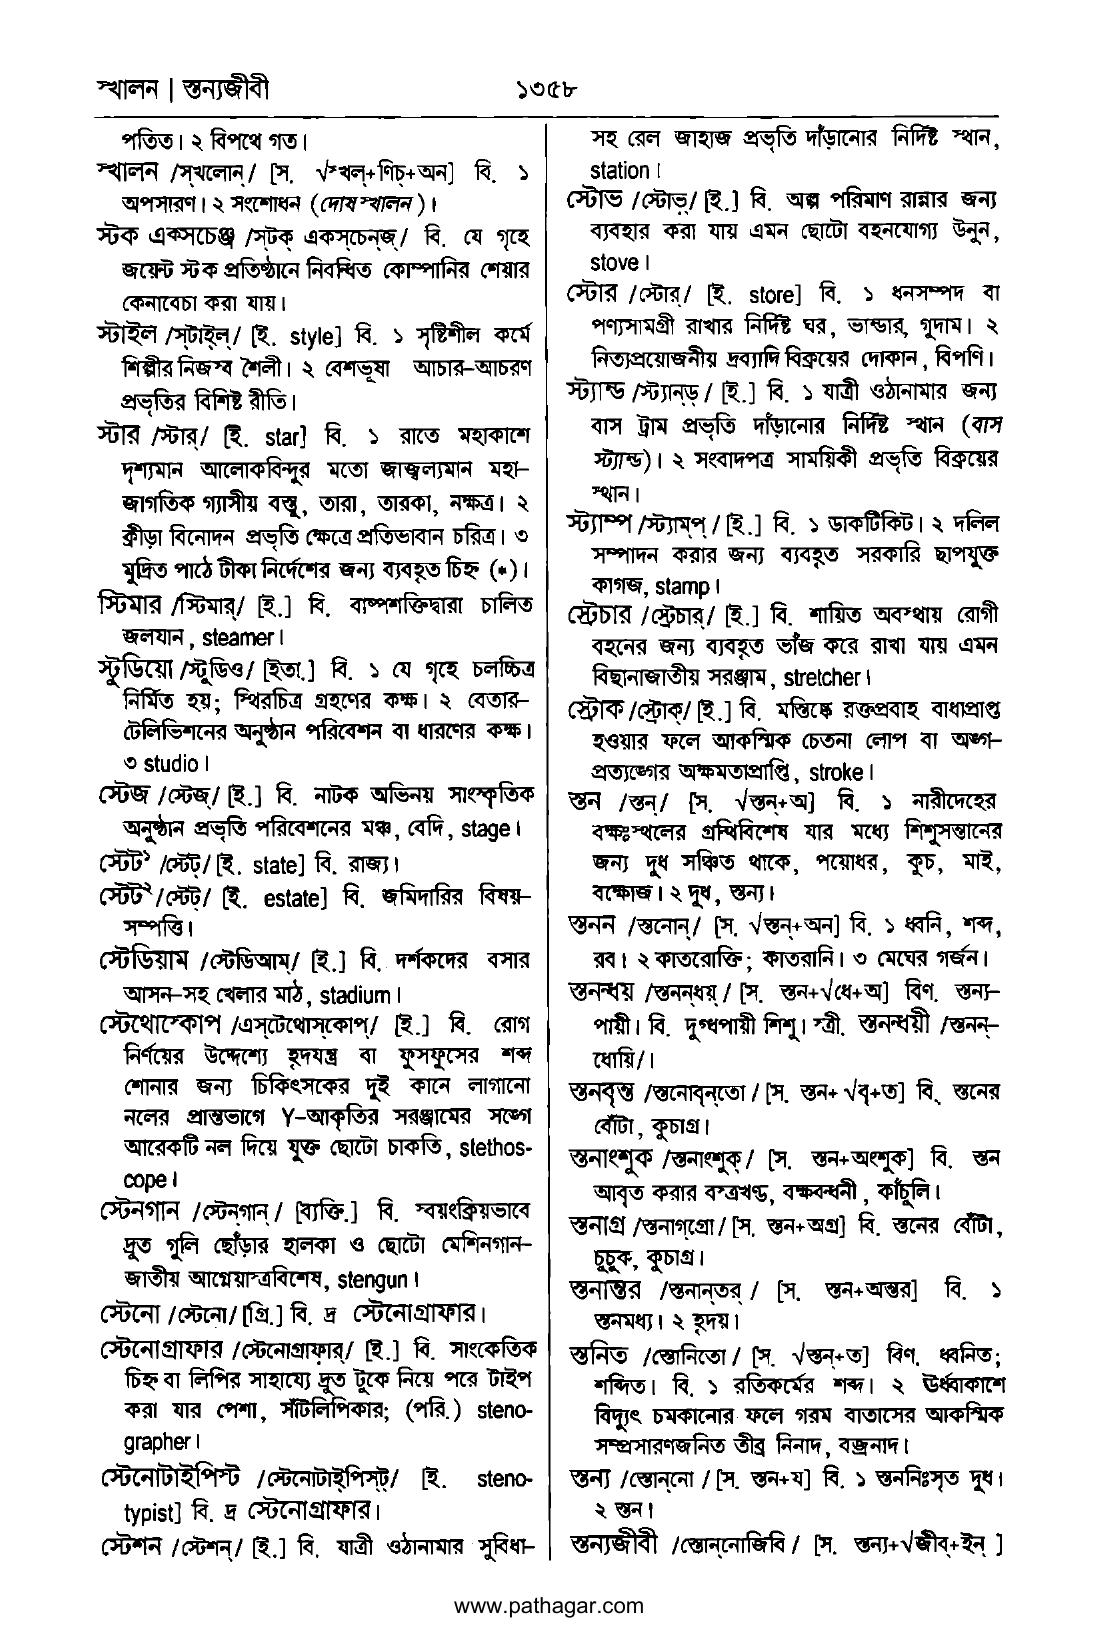 স্খালন | স্তন্যজীবী
১৩৫৮
পতিত। ২ বিপথে গত।
স্খালন /স্‌খলোন্‌/ [স. √স্খল্‌+ণিচ্‌+অন] বি. ১
অপসারণ। ২ সংশোধন (দোষস্খালন)।
স্টক এক্সচেঞ্জ /স্‌টক্‌ এক্‌স্‌চেন্‌জ্‌/ বি. যে গৃহে
জয়েন্ট স্টক প্রতিষ্ঠানে নিবন্ধিত কোম্পানির শেয়ার
কেনাবেচা করা যায়।
স্টাইল /স্‌টাইল্‌/ [ই. style] বি. ১ সৃষ্টিশীল কর্মে
শিল্পীর নিজস্ব শৈলী। ২ বেশভূষা আচার-আচরণ
প্রভৃতির বিশিষ্ট রীতি।
স্টার /স্টার্‌/ [ই. star] বি. ১ রাতে মহাকাশে
দৃশ্যমান আলোকবিন্দুর মতো জাজ্বল্যমান মহা-
জাগতিক গ্যাসীয় বস্তু, তারা, তারকা, নক্ষত্র। ২
ক্রীড়া বিনোদন প্রভৃতি ক্ষেত্রে প্রতিভাবান চরিত্র। ৩
মুদ্রিত পাঠে টীকা নির্দেশের জন্য ব্যবহৃত চিহ্ন (*)।
স্টিমার /স্টিমার্‌/ [ই.] বি. বাষ্পশক্তিদ্বারা চালিত
জলযান, steamer।
স্টুডিয়ো /স্টুডিও/ [ইতা.] বি. ১ যে গৃহে চলচ্চিত্র
নির্মিত হয়; স্থিরচিত্র গ্রহণের কক্ষ। ২ বেতার-
টেলিভিশনের অনুষ্ঠান পরিবেশন বা ধারণের কক্ষ।
৩ studio।
স্টেজ /স্টেজ্‌/ [ই.] বি. নাটক অভিনয় সাংস্কৃতিক
অনুষ্ঠান প্রভৃতি পরিবেশনের মঞ্চ, বেদি, stage।
স্টেট১ /স্টেট্‌/ [ই. state] বি. রাজ্য।
স্টেট২ /স্টেট্‌/ [ই. estate] বি. জমিদারির বিষয়-
সম্পত্তি।
স্টেডিয়াম /স্টেডিআম্‌/ [ই.] বি. দর্শকদের বসার
আসন-সহ খেলার মাঠ, stadium।
স্টেথোস্কোপ /এস্‌টেথোস্‌কোপ্‌/ [ই.] বি. রোগ
নির্ণয়ের উদ্দেশ্যে হৃদযন্ত্র বা ফুসফুসের শব্দ
শোনার জন্য চিকিৎসকের দুই কানে লাগানো
নলের প্রান্তভাগে Y-আকৃতির সরঞ্জামের সঙ্গে
আরেকটি নল দিয়ে যুক্ত ছোটো চাকতি, stethos-
cope।
স্টেনগান /স্টেন্‌গান্‌/ [ব্যক্তি.] বি. স্বয়ংক্রিয়ভাবে
দ্রুত গুলি ছোঁড়ার হালকা ও ছোটো মেশিনগান-
জাতীয় আগ্নেয়াস্ত্রবিশেষ, stengun।
স্টেনো /স্টেনো/ [গ্রি.] বি. দ্র স্টেনোগ্রাফার।
স্টেনোগ্রাফার /স্টেনোগ্রাফ়ার্‌/ [ই.] বি. সাংকেতিক
চিহ্ন বা লিপির সাহায্যে দ্রুত টুকে নিয়ে পরে টাইপ
করা যার পেশা, সাঁটলিপিকার; (পরি.) steno-
grapher।
স্টেনোটাইপিস্ট /স্টেনোটাইপিস্‌ট্‌/ [ই. steno-
typist] বি. দ্র স্টেনোগ্রাফার।
স্টেশন /স্টেশন্‌/ [ই.] বি. যাত্রী ওঠানামার সুবিধা-
সহ রেল জাহাজ প্রভৃতি দাঁড়ানোর নির্দিষ্ট স্থান,
station।
স্টোভ /স্টোভ্‌/ [ই.] বি. অল্প পরিমাণ রান্নার জন্য
ব্যবহার করা যায় এমন ছোটো বহনযোগ্য উনুন,
stove।
স্টোর /স্টোর্‌/ [ই. store] বি. ১ ধনসম্পদ বা
পণ্যসামগ্রী রাখার নির্দিষ্ট ঘর, ভান্ডার, গুদাম। ২
নিত্যপ্রয়োজনীয় দ্রব্যাদি বিক্রয়ের দোকান, বিপণি।
স্ট্যান্ড /স্ট্যান্‌ড্‌/ [ই.] বি. ১ যাত্রী ওঠানামার জন্য
বাস ট্রাম প্রভৃতি দাঁড়ানোর নির্দিষ্ট স্থান (বাস
স্ট্যান্ড)। ২ সংবাদপত্র সাময়িকী প্রভৃতি বিক্রয়ের
স্থান।
স্ট্যাম্প /স্ট্যাম্‌প্‌/ [ই.] বি. ১ ডাকটিকিট। ২ দলিল
সম্পাদন করার জন্য ব্যবহৃত সরকারি ছাপযুক্ত
কাগজ, stamp।
স্ট্রেচার /স্ট্রেচার্‌/ [ই.] বি. শায়িত অবস্থায় রোগী
বহনের জন্য ব্যবহৃত ভাঁজ করে রাখা যায় এমন
বিছানাজাতীয় সরঞ্জাম, stretcher।
স্ট্রোক /স্ট্রোক্‌/ [ই.] বি. মস্তিষ্কে রক্তপ্রবাহ বাধাপ্রাপ্ত
হওয়ার ফলে আকস্মিক চেতনা লোপ বা অঙ্গ-
প্রত্যঙ্গের অক্ষমতাপ্রাপ্তি, stroke।
স্তন /স্তন্‌/ [স. √স্তন্‌+অ] বি. ১ নারীদেহের
বক্ষঃস্থলের গ্রন্থিবিশেষ যার মধ্যে শিশুসন্তানের
জন্য দুধ সঞ্চিত থাকে, পয়োধর, কুচ, মাই,
বক্ষোজ। ২ দুধ, স্তন্য।
স্তনন /স্তনোন্‌/ [স. √স্তন্‌+অন] বি. ১ ধ্বনি, শব্দ,
রব। ২ কাতরোক্তি; কাতরানি। ৩ মেঘের গর্জন।
স্তনন্ধয় /স্তনন্‌ধয়্‌/ [স. স্তন+√ধে+অ] বিণ. স্তন্য-
পায়ী। বি. দুগ্ধপায়ী শিশু। স্ত্রী. স্তনন্ধয়ী /স্তনন্‌-
ধোয়ি/।
স্তনবৃন্ত /স্তনোবৃন্‌তো/ [স. স্তন+ √বৃ+ত] বি. স্তনের
বোঁটা, কুচাগ্র।
স্তনাংশুক /স্তনাংশুক্‌/ [স. স্তন+অংশুক] বি. স্তন
আবৃত করার বস্ত্রখণ্ড, বক্ষবন্ধনী, কাঁচুলি।
স্তনাগ্র /স্তনাগ্‌গ্রো/ [স. স্তন+অগ্র] বি. স্তনের বোঁটা,
চুচুক, কুচাগ্র।
স্তনান্তর /স্তনান্‌তর্‌/ [স. স্তন+অন্তর] বি. ১
স্তনমধ্য। ২ হৃদয়।
স্তনিত /স্তোনিতো/ [স. √স্তন্‌+ত] বিণ. ধ্বনিত;
শব্দিত। বি. ১ রতিকর্মের শব্দ। ২ ঊর্ধ্বাকাশে
বিদ্যুৎ চমকানোর ফলে গরম বাতাসের আকস্মিক
সম্প্রসারণজনিত তীব্র নিনাদ, বজ্রনাদ।
স্তন্য /স্তোন্‌নো/ [স. স্তন+য] বি. ১ স্তননিঃসৃত দুধ।
২ স্তন।
স্তন্যজীবী /স্তোন্‌নোজিবি/ [স. স্তন্য+√জীব্‌+ইন্‌]
www.pathagar.com